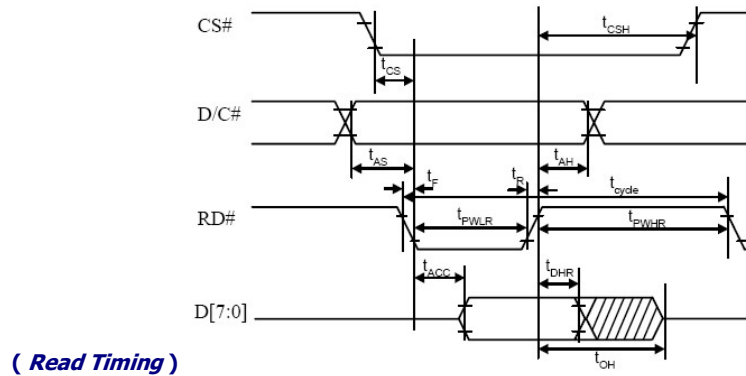 CS#
tCSH
tCS
D/C#
tAS
tAH
tF
tR
tcycle
RD#
tPWLR
tPWHR
tACC
tDHR
D[7:0]
tOH
( Read Timing )